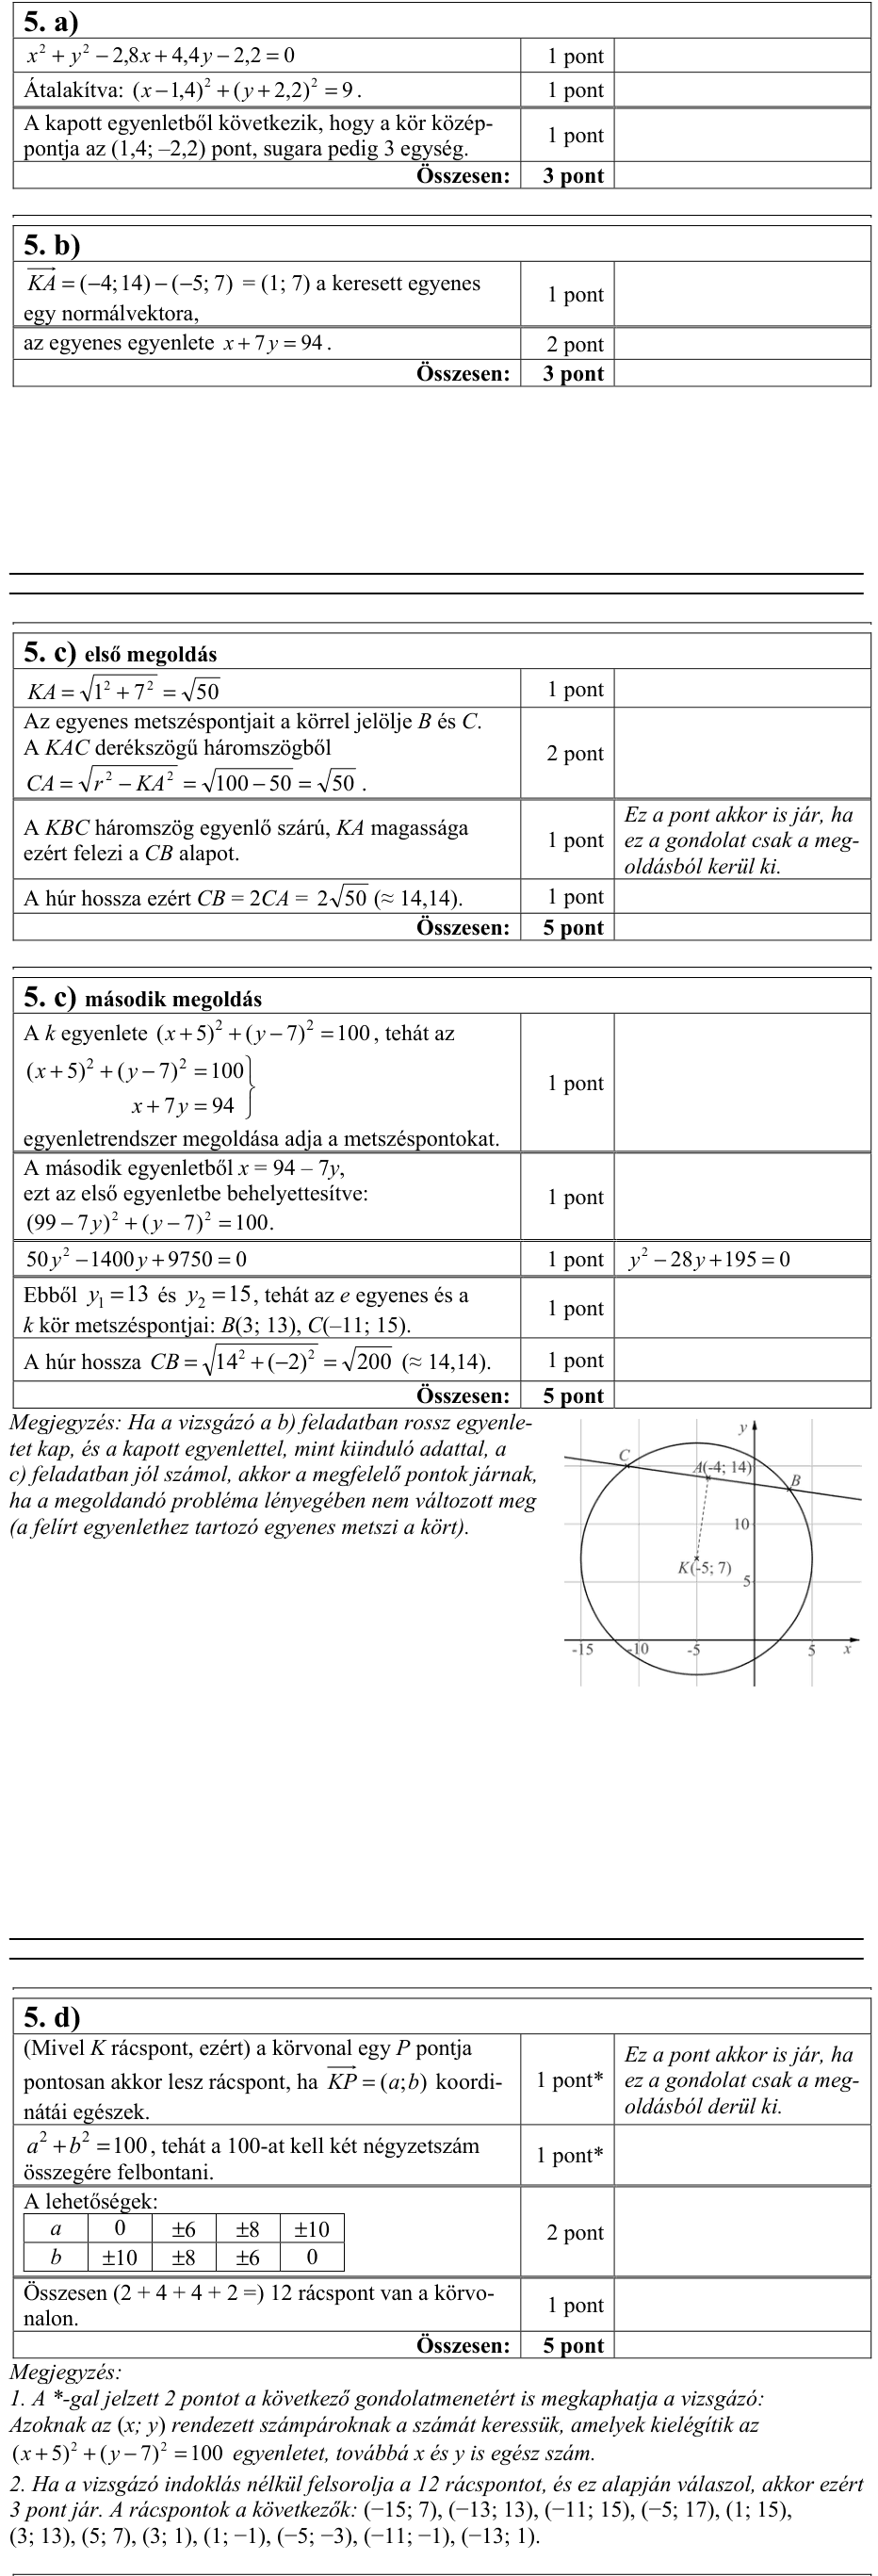 5. a)
x² + y² − 2,8x + 4,4y − 2,2 = 0 1 pont
Átalakítva: (x − 1,4)² + (y + 2,2)² = 9 . 1 pont
A kapott egyenletből következik, hogy a kör közép-
pontja az (1,4; –2,2) pont, sugara pedig 3 egység. 1 pont
Összesen: 3 pont
5. b)
KA = (−4; 14) − (−5; 7) = (1; 7) a keresett egyenes
egy normálvektora, 1 pont
az egyenes egyenlete x + 7y = 94 . 2 pont
Összesen: 3 pont
5. c) első megoldás
KA = √(1² + 7²) = √50 1 pont
Az egyenes metszéspontjait a körrel jelölje B és C.
A KAC derékszögű háromszögből 2 pont
CA = √(r² − KA²) = √(100 − 50) = √50 .
A KBC háromszög egyenlő szárú, KA magassága
ezért felezi a CB alapot. 1 pont
Ez a pont akkor is jár, ha
ez a gondolat csak a meg-
oldásból kerül ki.
A húr hossza ezért CB = 2CA = 2√50 (≈ 14,14). 1 pont
Összesen: 5 pont
5. c) második megoldás
A k egyenlete (x + 5)² + (y − 7)² = 100 , tehát az
(x + 5)² + (y − 7)² = 100
x + 7y = 94 }
egyenletrendszer megoldása adja a metszéspontokat. 1 pont
A második egyenletből x = 94 – 7y,
ezt az első egyenletbe behelyettesítve: 1 pont
(99 − 7y)² + (y − 7)² = 100.
50y² − 1400y + 9750 = 0 1 pont y² − 28y + 195 = 0
Ebből y₁ = 13 és y₂ = 15, tehát az e egyenes és a
k kör metszéspontjai: B(3; 13), C(–11; 15). 1 pont
A húr hossza CB = √(14² + (−2)²) = √200 (≈ 14,14). 1 pont
Összesen: 5 pont
Megjegyzés: Ha a vizsgázó a b) feladatban rossz egyenle-
tet kap, és a kapott egyenlettel, mint kiinduló adattal, a
c) feladatban jól számol, akkor a megfelelő pontok járnak,
ha a megoldandó probléma lényegében nem változott meg
(a felírt egyenlethez tartozó egyenes metszi a kört).
y
C
A(-4; 14)
B
10
K(-5; 7)
5
-15 -10 -5 5 x
5. d)
(Mivel K rácspont, ezért) a körvonal egy P pontja
pontosan akkor lesz rácspont, ha KP = (a; b) koordi-
nátái egészek. 1 pont*
Ez a pont akkor is jár, ha
ez a gondolat csak a meg-
oldásból derül ki.
a² + b² = 100 , tehát a 100-at kell két négyzetszám
összegére felbontani. 1 pont*
A lehetőségek: 2 pont
a 0 ±6 ±8 ±10
b ±10 ±8 ±6 0
Összesen (2 + 4 + 4 + 2 =) 12 rácspont van a körvo-
nalon. 1 pont
Összesen: 5 pont
Megjegyzés:
1. A *-gal jelzett 2 pontot a következő gondolatmenetért is megkaphatja a vizsgázó:
Azoknak az (x; y) rendezett számpároknak a számát keressük, amelyek kielégítik az
(x + 5)² + (y − 7)² = 100 egyenletet, továbbá x és y is egész szám.
2. Ha a vizsgázó indoklás nélkül felsorolja a 12 rácspontot, és ez alapján válaszol, akkor ezért
3 pont jár. A rácspontok a következők: (−15; 7), (−13; 13), (−11; 15), (−5; 17), (1; 15),
(3; 13), (5; 7), (3; 1), (1; −1), (−5; −3), (−11; −1), (−13; 1).